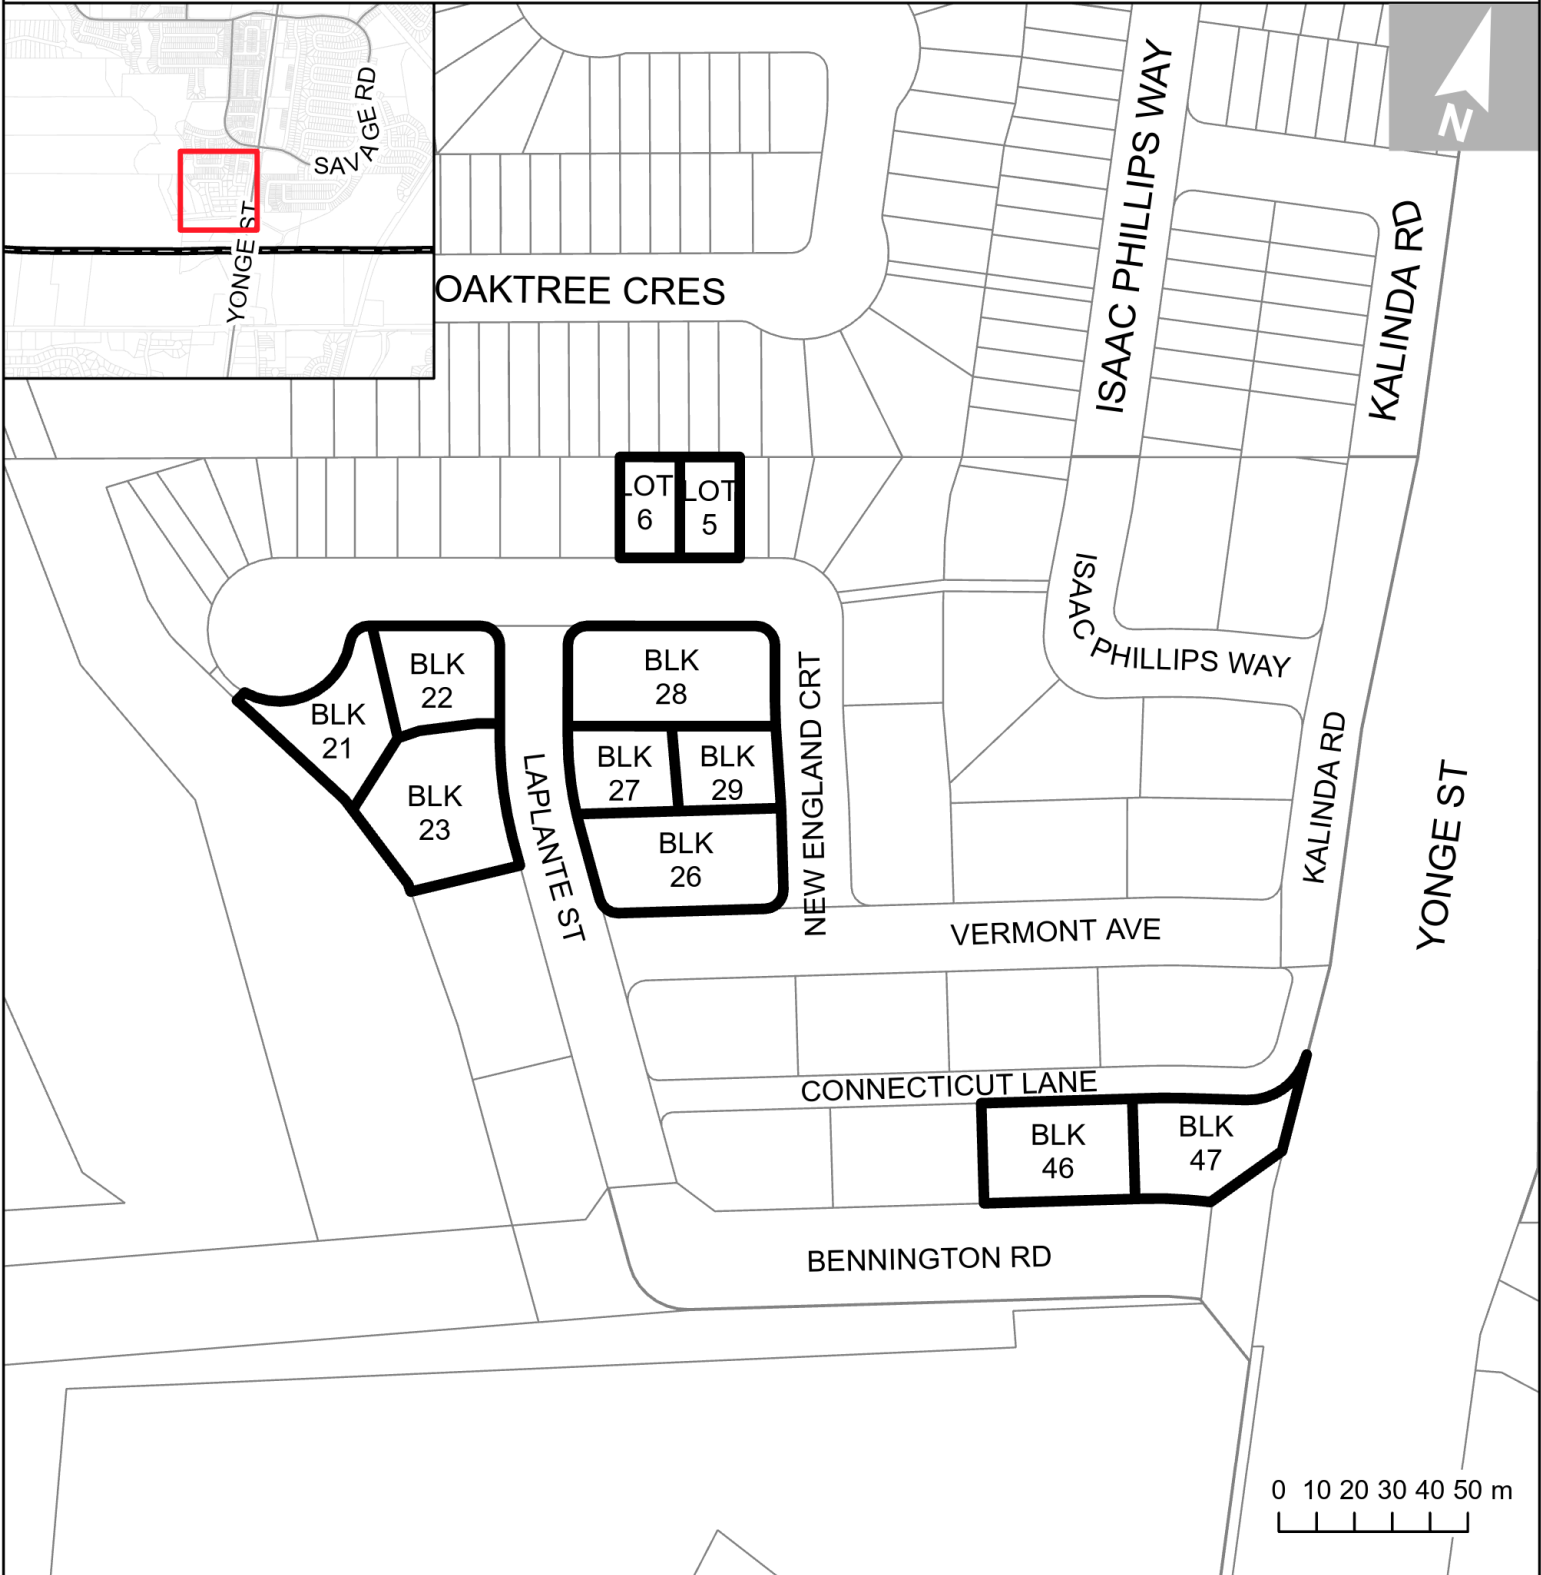 SAVAGE RD
YONGE ST
N
OAKTREE CRES
ISAAC PHILLIPS WAY
KALINDA RD
LOT
6
LOT
5
ISAAC PHILLIPS WAY
BLK
22
BLK
28
BLK
21
BLK
27
BLK
29
BLK
23
BLK
26
LAPLANTE ST
NEW ENGLAND CRT
KALINDA RD
YONGE ST
VERMONT AVE
CONNECTICUT LANE
BLK
46
BLK
47
BENNINGTON RD
0 10 20 30 40 50 m